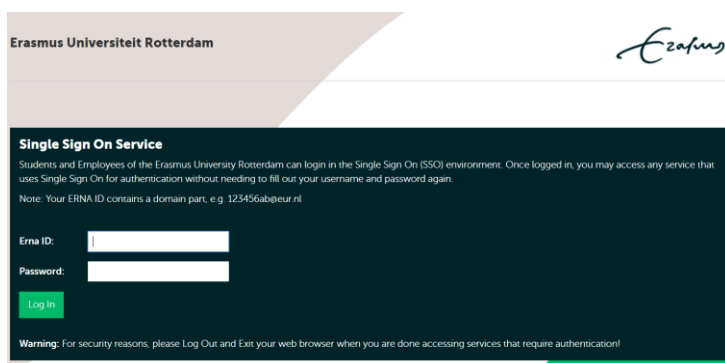 Erasmus Universiteit Rotterdam
Erasmus
Single Sign On Service
Students and Employees of the Erasmus University Rotterdam can login in the Single Sign On (SSO) environment. Once logged in, you may access any service that
uses Single Sign On for authentication without needing to fill out your username and password again.
Note: Your ERNA ID contains a domain part, e.g. 123456ab@eur.nl
Erna ID:
Password:
Log In
Warning: For security reasons, please Log Out and Exit your web browser when you are done accessing services that require authentication!